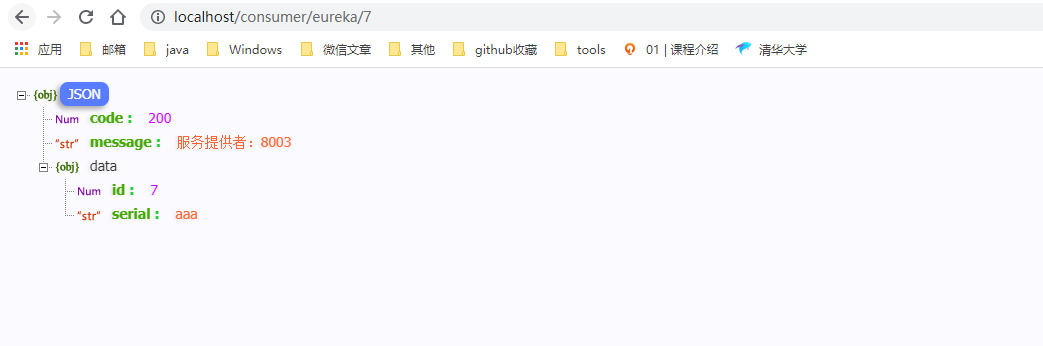 localhost/consumer/eureka/7
应用 邮箱 java Windows 微信文章 其他 github收藏 tools 01 | 课程介绍 清华大学
{obj} JSON
Num code : 200
"str" message : 服务提供者：8003
{obj} data
Num id : 7
"str" serial : aaa